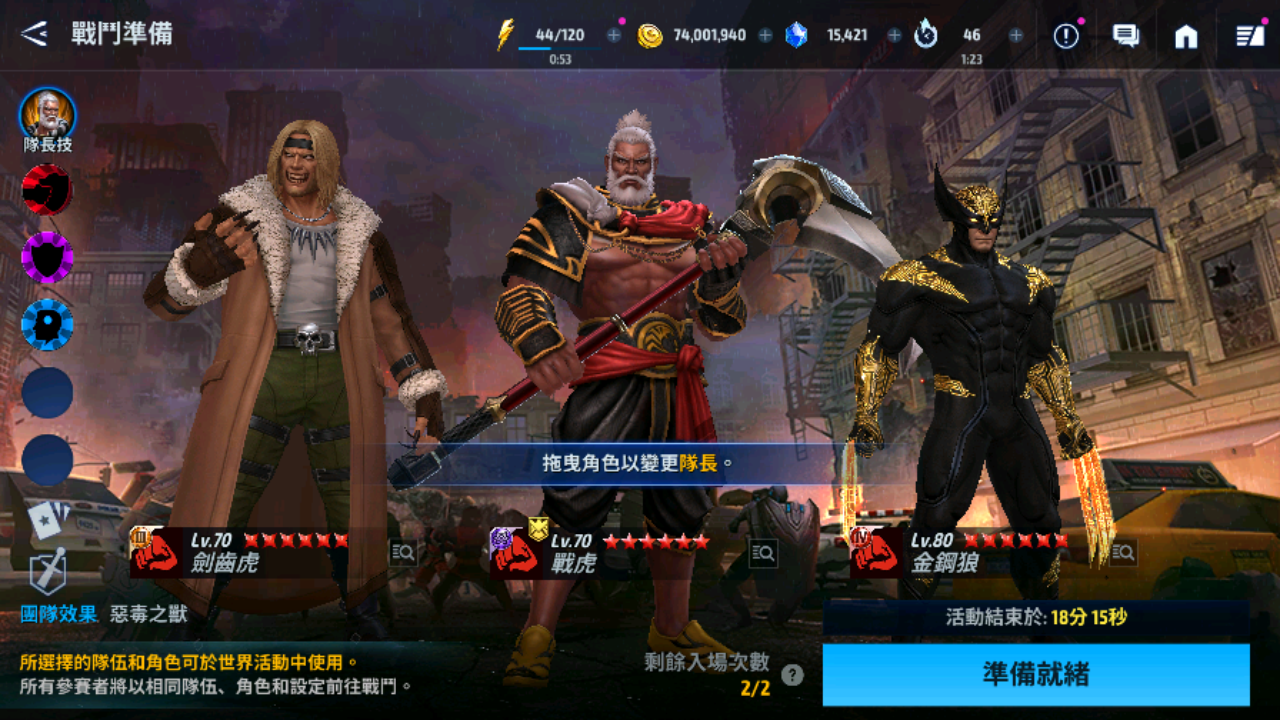 戰鬥準備
44/120
0:53
74,001,940
15,421
46
1:23
隊長技
拖曳角色以變更隊長。
III
Lv.70
劍齒虎
Lv.70
戰虎
IV
Lv.80
金鋼狼
團隊效果 惡毒之獸
所選擇的隊伍和角色可於世界活動中使用。
所有參賽者將以相同隊伍、角色和設定前往戰鬥。
剩餘入場次數
2/2
?
活動結束於: 18分 15秒
準備就緒